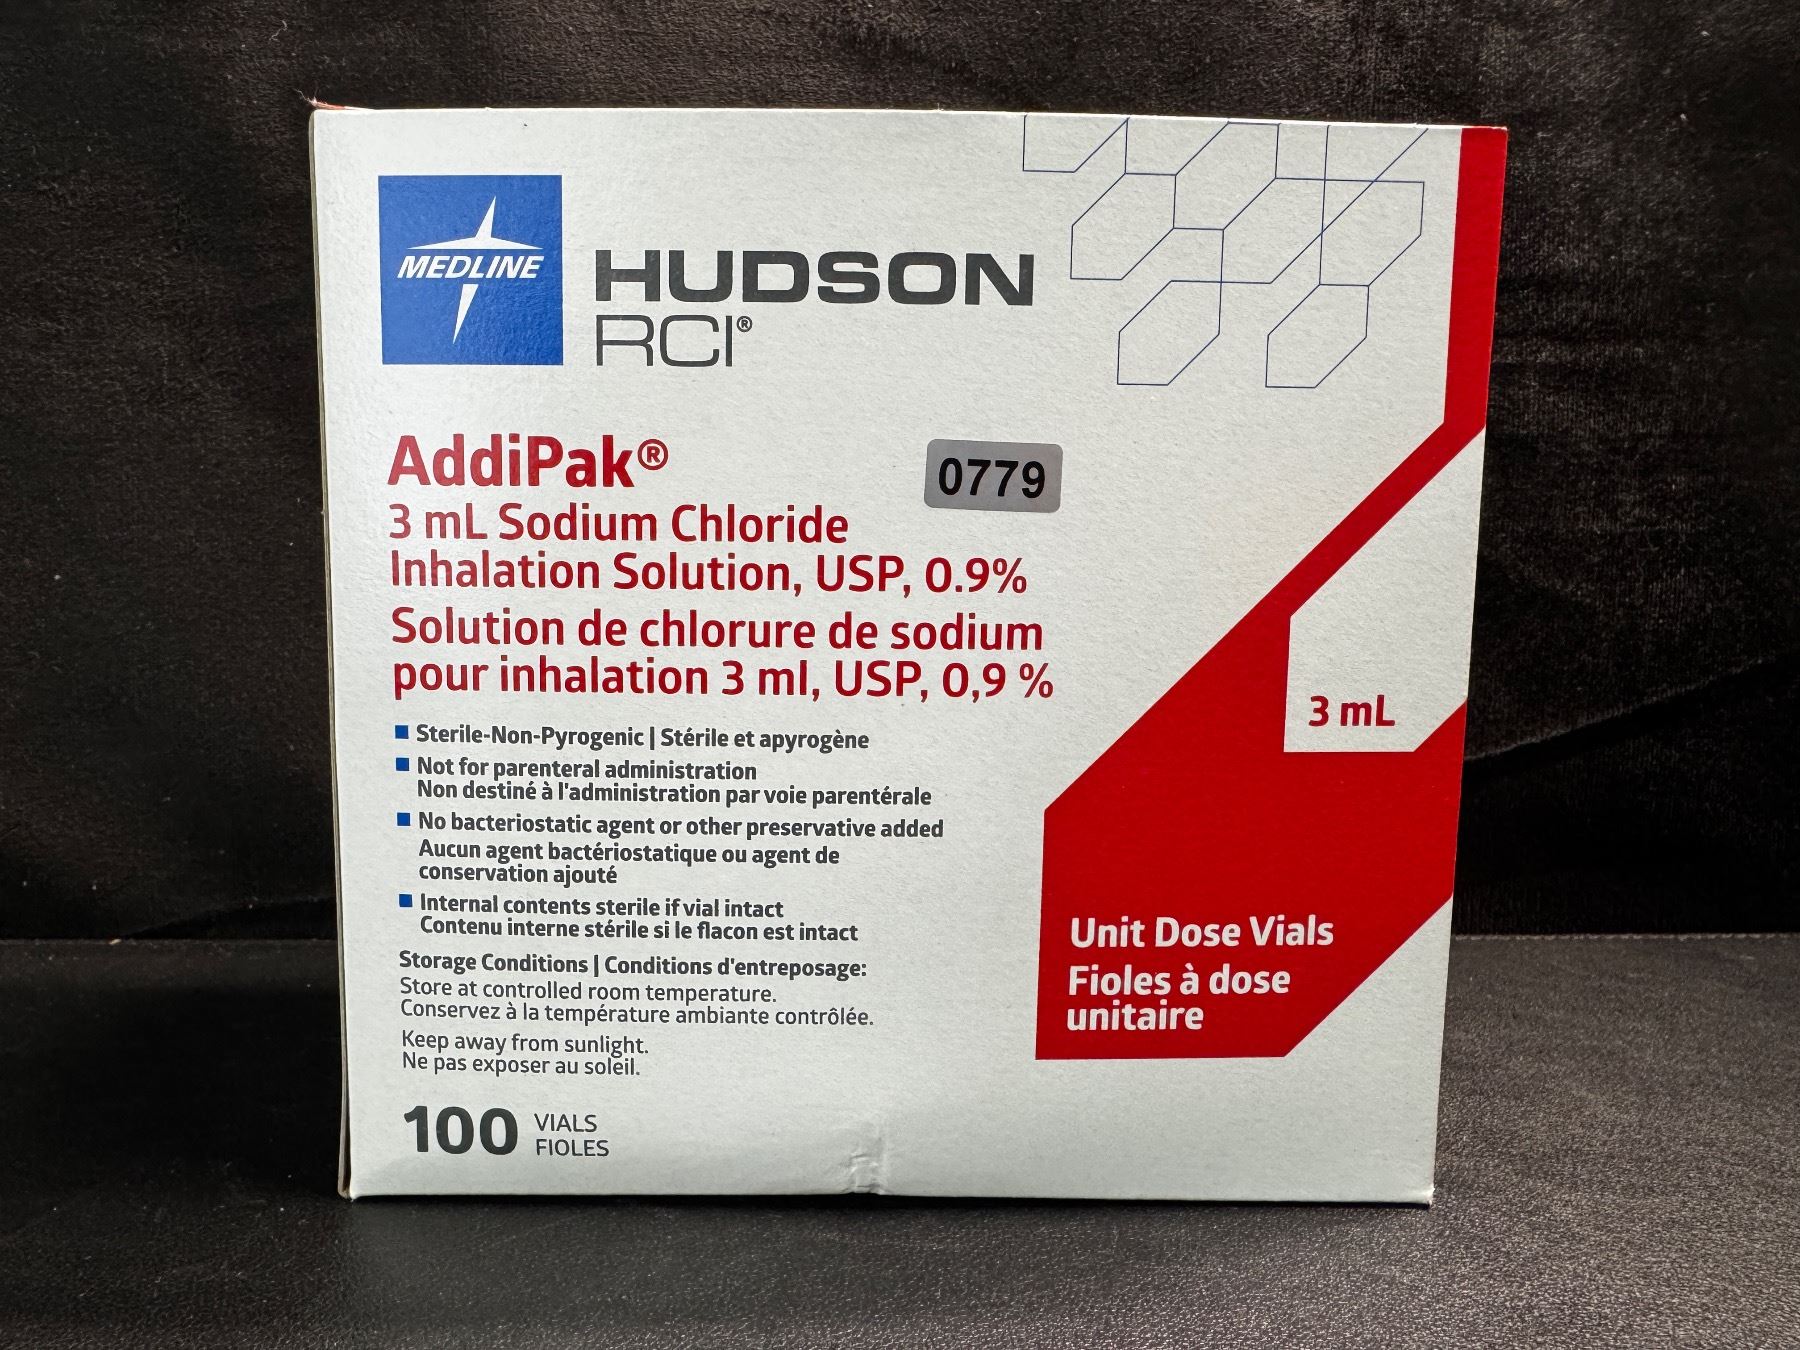 MEDLINE
HUDSON
RCI®
AddiPak®
0779
3 mL Sodium Chloride
Inhalation Solution, USP, 0.9%
Solution de chlorure de sodium
pour inhalation 3 ml, USP, 0,9 %
3 mL
■ Sterile-Non-Pyrogenic | Stérile et apyrogène
■ Not for parenteral administration
Non destiné à l'administration par voie parentérale
■ No bacteriostatic agent or other preservative added
Aucun agent bactériostatique ou agent de
conservation ajouté
■ Internal contents sterile if vial intact
Contenu interne stérile si le flacon est intact
Unit Dose Vials
Fioles à dose
unitaire
Storage Conditions | Conditions d'entreposage:
Store at controlled room temperature.
Conservez à la température ambiante contrôlée.
Keep away from sunlight.
Ne pas exposer au soleil.
100 VIALS
FIOLES